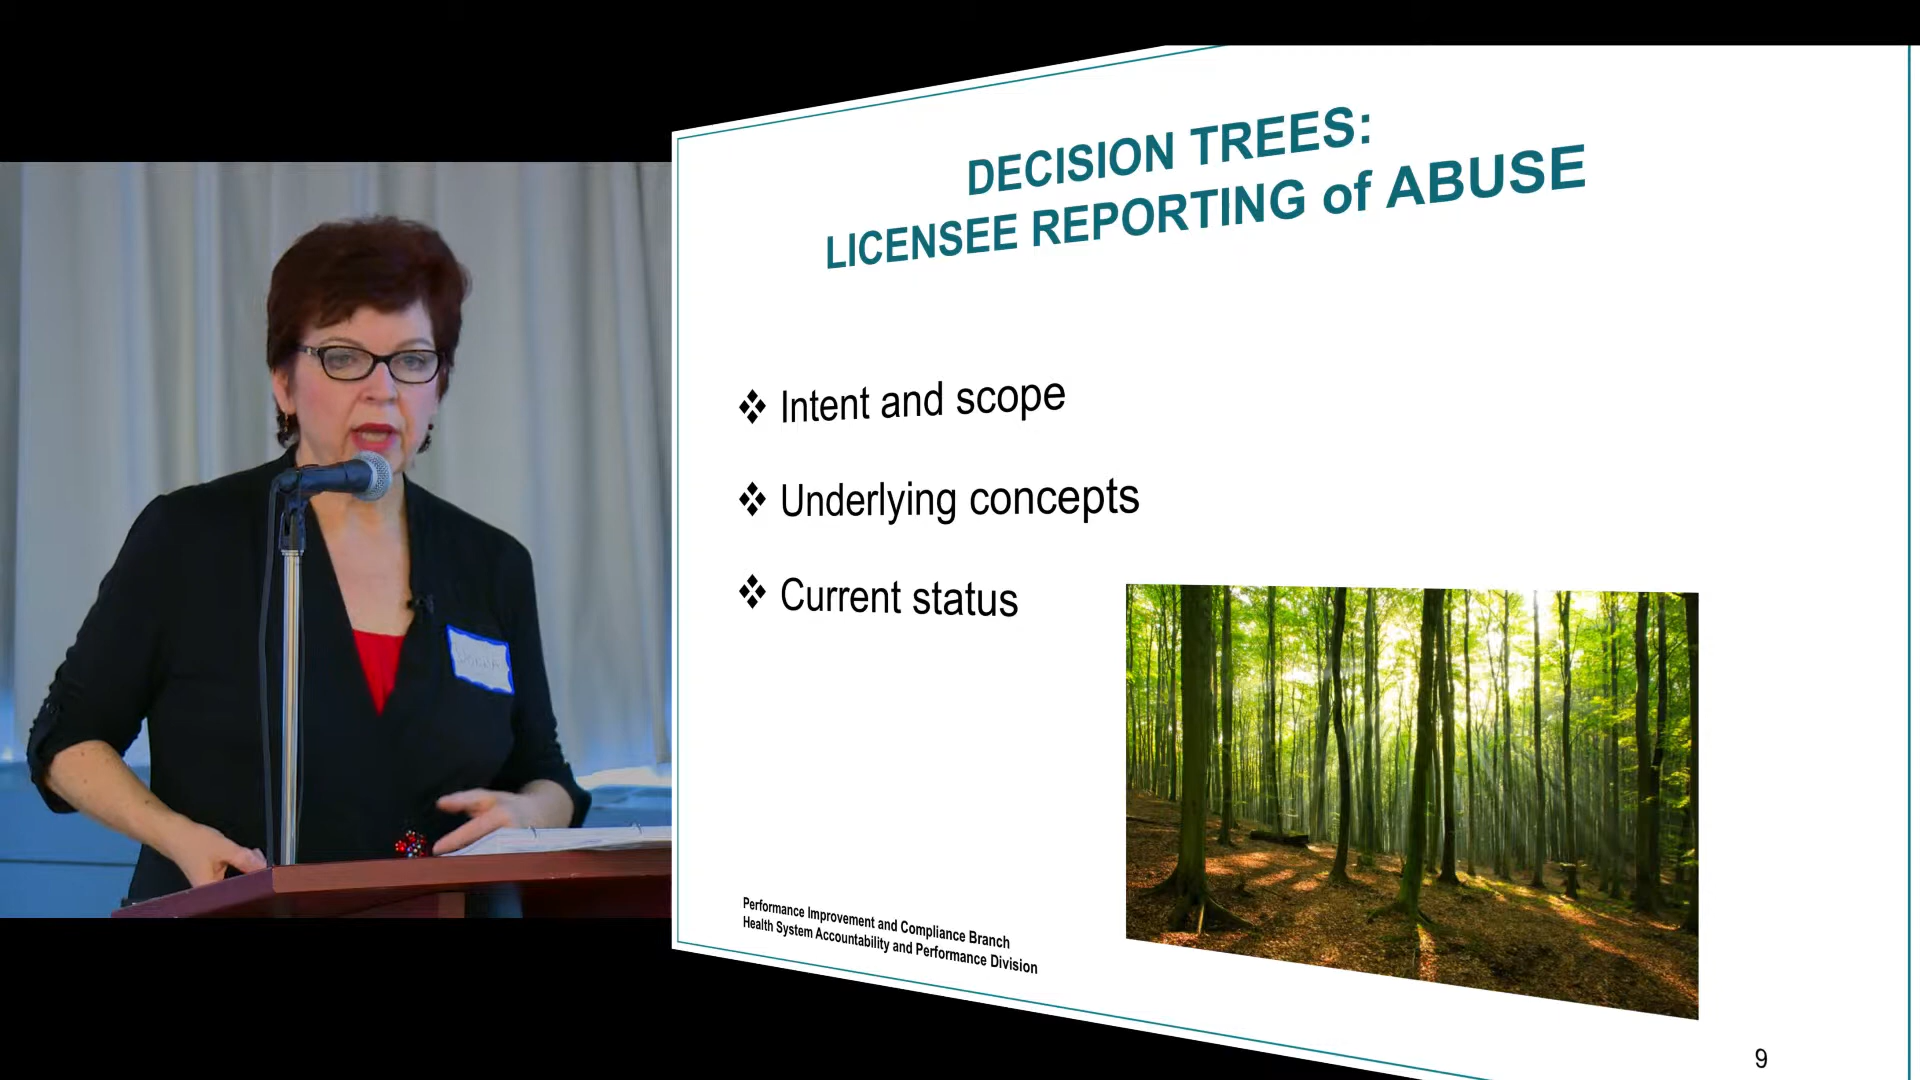 DECISION TREES:
LICENSEE REPORTING of ABUSE
Intent and scope
Underlying concepts
Current status
Performance Improvement and Compliance Branch
Health System Accountability and Performance Division
9